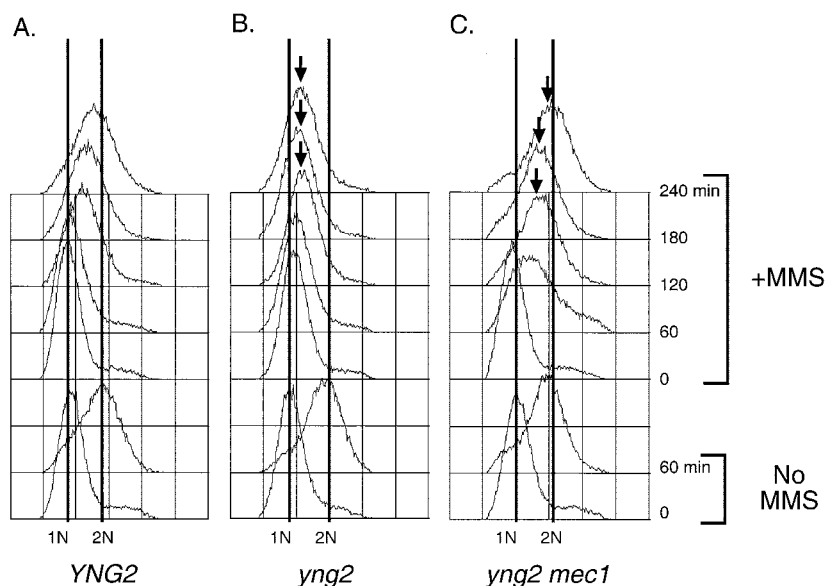 A.
B.
C.
240 min
180
120
60
0
+MMS
60 min
0
No
MMS
1N 2N
1N 2N
1N 2N
YNG2
yng2
yng2 mec1